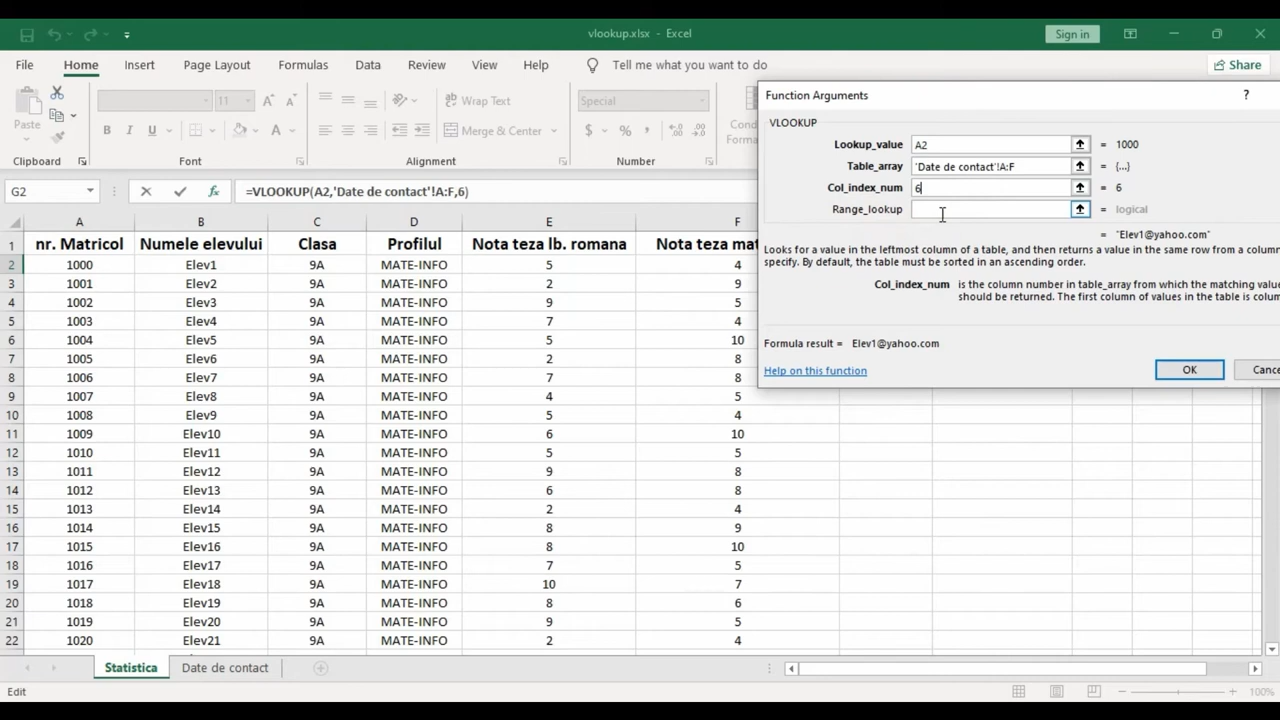 vlookup.xlsx - Excel
Sign in
File Home Insert Page Layout Formulas Data Review View Help Tell me what you want to do Share
Paste
11
Wrap Text
Merge & Center
Special
Cond
Form
Clipboard Font Alignment Number
G2 =VLOOKUP(A2,'Date de contact'!A:F,6)
Function Arguments ?
VLOOKUP
Lookup_value A2 = 1000
Table_array 'Date de contact'!A:F = {...}
Col_index_num 6 = 6
Range_lookup = logical
= "Elev1@yahoo.com"
Looks for a value in the leftmost column of a table, and then returns a value in the same row from a column
specify. By default, the table must be sorted in an ascending order.
Col_index_num is the column number in table_array from which the matching value
should be returned. The first column of values in the table is colum
Formula result = Elev1@yahoo.com
Help on this function OK Cance
A B C D E F
1 nr. Matricol Numele elevului Clasa Profilul Nota teza lb. romana Nota teza mat
2 1000 Elev1 9A MATE-INFO 5 4
3 1001 Elev2 9A MATE-INFO 2 9
4 1002 Elev3 9A MATE-INFO 9 5
5 1003 Elev4 9A MATE-INFO 7 4
6 1004 Elev5 9A MATE-INFO 5 10
7 1005 Elev6 9A MATE-INFO 2 8
8 1006 Elev7 9A MATE-INFO 7 8
9 1007 Elev8 9A MATE-INFO 4 5
10 1008 Elev9 9A MATE-INFO 5 4
11 1009 Elev10 9A MATE-INFO 6 10
12 1010 Elev11 9A MATE-INFO 5 5
13 1011 Elev12 9A MATE-INFO 9 8
14 1012 Elev13 9A MATE-INFO 6 8
15 1013 Elev14 9A MATE-INFO 2 4
16 1014 Elev15 9A MATE-INFO 8 9
17 1015 Elev16 9A MATE-INFO 8 10
18 1016 Elev17 9A MATE-INFO 7 5
19 1017 Elev18 9A MATE-INFO 10 7
20 1018 Elev19 9A MATE-INFO 8 6
21 1019 Elev20 9A MATE-INFO 9 5
22 1020 Elev21 9A MATE-INFO 2 4
Statistica Date de contact
Edit 100%